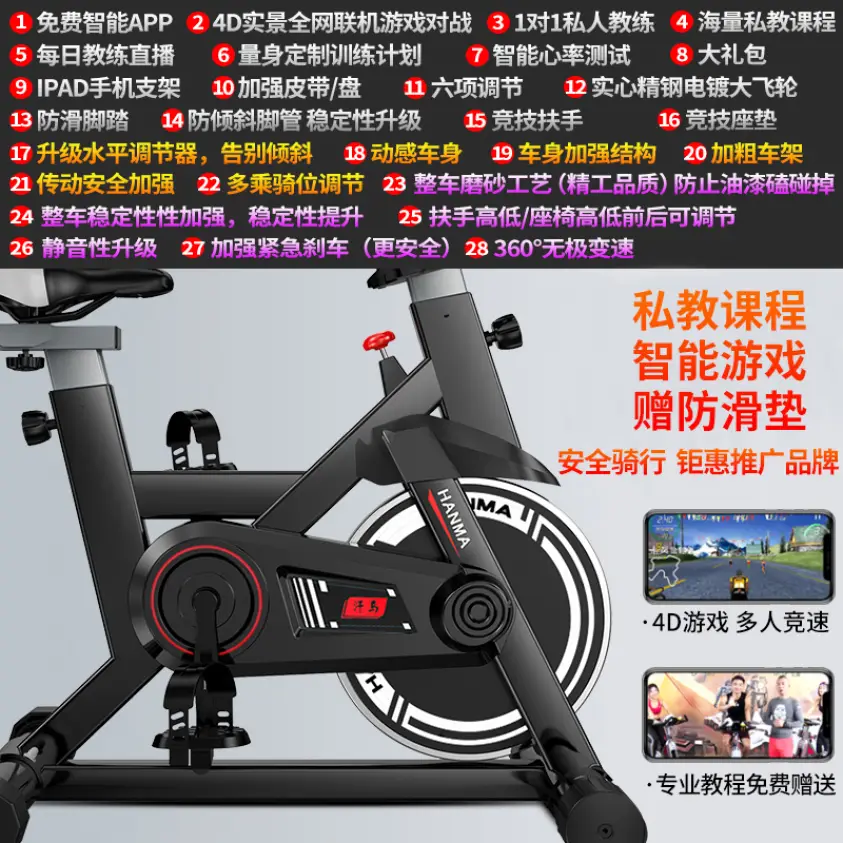 1 免费智能APP 2 4D实景全网联机游戏对战 3 1对1私人教练 4 海量私教课程
5 每日教练直播 6 量身定制训练计划 7 智能心率测试 8 大礼包
9 IPAD手机支架 10 加强皮带/盘 11 六项调节 12 实心精钢电镀大飞轮
13 防滑脚踏 14 防倾斜脚管 稳定性升级 15 竞技扶手 16 竞技座垫
17 升级水平调节器，告别倾斜 18 动感车身 19 车身加强结构 20 加粗车架
21 传动安全加强 22 多乘骑位调节 23 整车磨砂工艺（精工品质）防止油漆磕碰掉
24 整车稳定性性加强，稳定性提升 25 扶手高低/座椅高低前后可调节
26 静音性升级 27 加强紧急刹车（更安全） 28 360°无极变速
私教课程
智能游戏
赠防滑垫
安全骑行 钜惠推广品牌
HANMA
NMA
汗马
H
·4D游戏 多人竞速
·专业教程免费赠送